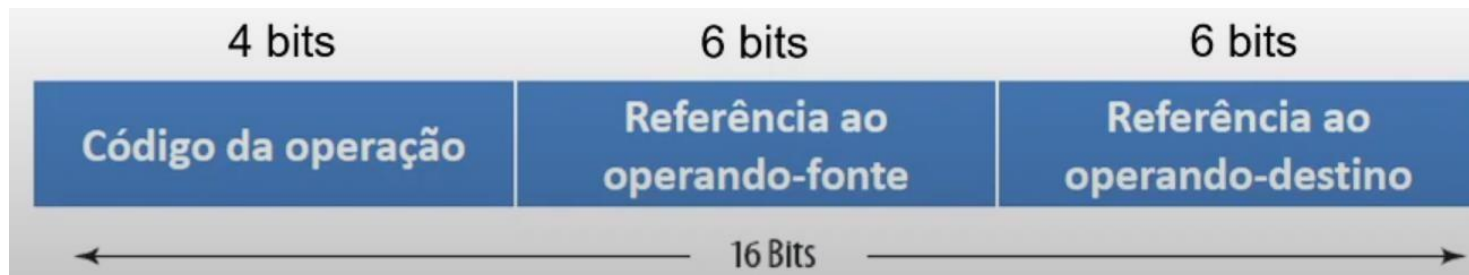 4 bits 6 bits 6 bits
Código da operação
Referência ao
operando-fonte
Referência ao
operando-destino
16 Bits